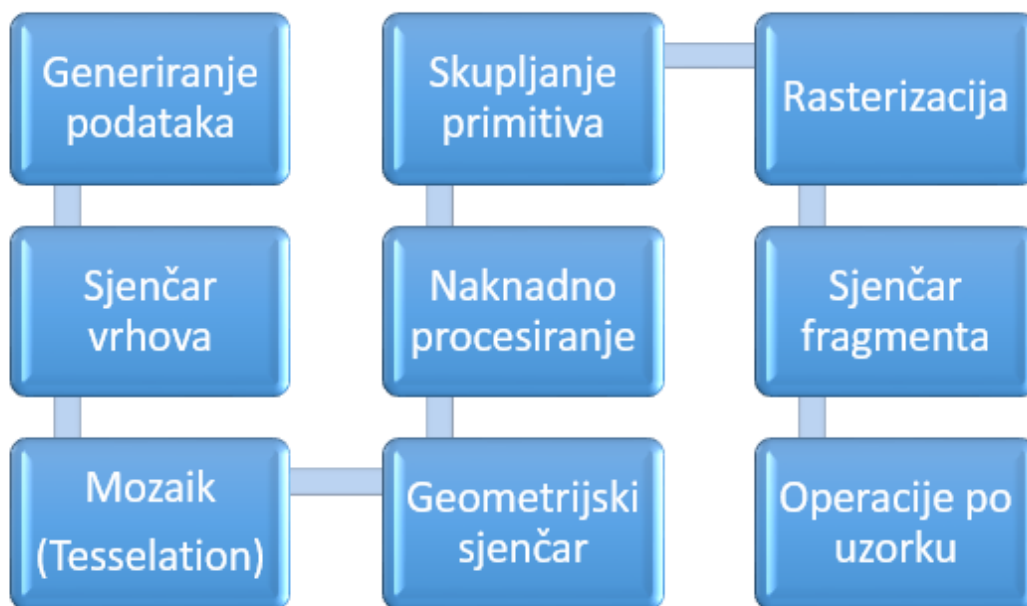 Generiranje
podataka
Sjenčar
vrhova
Mozaik
(Tesselation)
Geometrijski
sjenčar
Naknadno
procesiranje
Skupljanje
primitiva
Rasterizacija
Sjenčar
fragmenta
Operacije po
uzorku